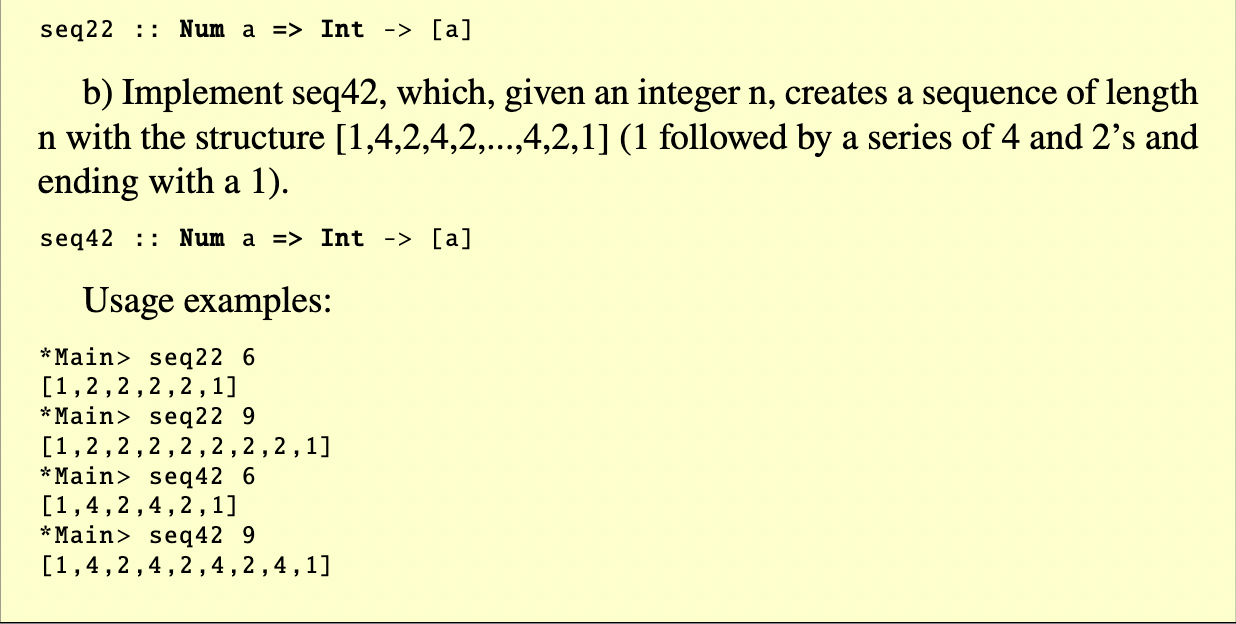 seq22 :: Num a => Int -> [a]
b) Implement seq42, which, given an integer n, creates a sequence of length
n with the structure [1,4,2,4,2,...,4,2,1] (1 followed by a series of 4 and 2’s and
ending with a 1).
seq42 :: Num a => Int -> [a]
Usage examples:
*Main> seq22 6
[1,2,2,2,2,1]
*Main> seq22 9
[1,2,2,2,2,2,2,2,1]
*Main> seq42 6
[1,4,2,4,2,1]
*Main> seq42 9
[1,4,2,4,2,4,2,4,1]